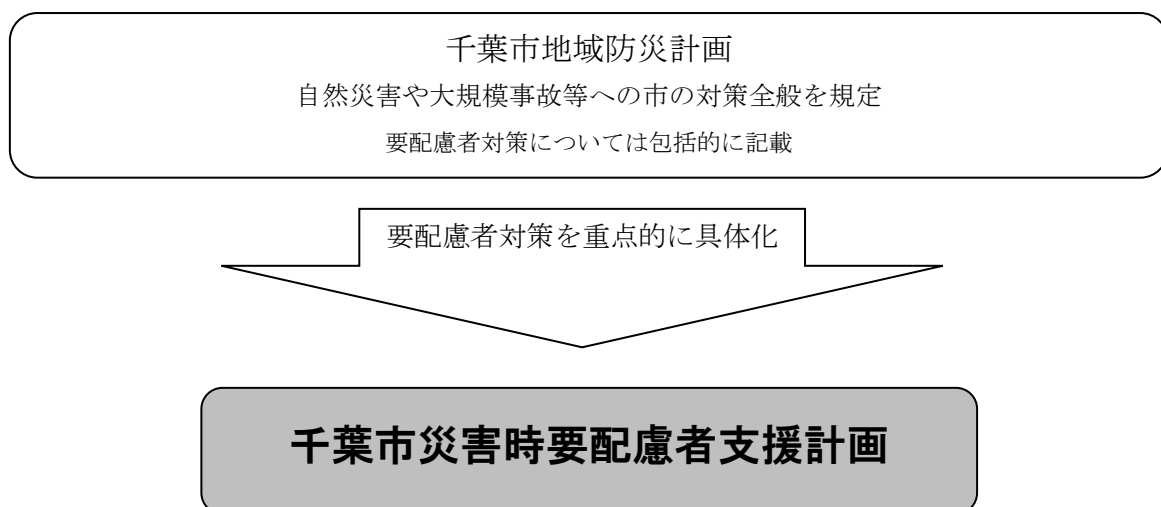 千葉市地域防災計画
自然災害や大規模事故等への市の対策全般を規定
要配慮者対策については包括的に記載
要配慮者対策を重点的に具体化
千葉市災害時要配慮者支援計画